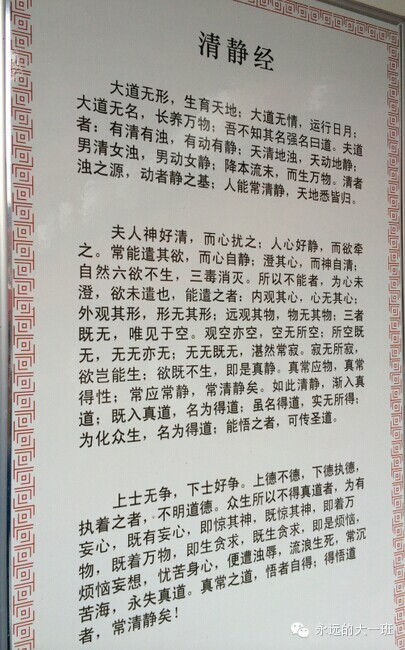 清静经
大道无形，生育天地；大道无情，运行日月；
大道无名，长养万物；吾不知其名强名曰道。夫道
者：有清有浊，有动有静；天清地浊，天动地静；
男清女浊，男动女静；降本流末，而生万物。清者
浊之源，动者静之基；人能常清静，天地悉皆归。
夫人神好清，而心扰之；人心好静，而欲牵
之。常能遣其欲，而心自静；澄其心，而神自清；
自然六欲不生，三毒消灭。所以不能者，为心未
澄，欲未遣也，能遣之者：内观其心，心无其心；
外观其形，形无其形；远观其物，物无其物；三者
既无，唯见于空。观空亦空，空无所空；所空既
无，无无亦无；无无既无，湛然常寂。寂无所寂，
欲岂能生；欲既不生，即是真静。真常应物，真常
得性；常应常静，常清静矣。如此清静，渐入真
道；既入真道，名为得道；虽名得道，实无所得；
为化众生，名为得道；能悟之者，可传圣道。
上士无争，下士好争。上德不德，下德执德，
执着之者，不明道德。众生所以不得真道者，为有
妄心，既有妄心，即惊其神，既惊其神，即着万
物，既着万物，即生贪求，既生贪求，即是烦恼，
烦恼妄想，忧苦身心，便遭浊辱，流浪生死，常沉
苦海，永失真道。真常之道，悟者自得；得悟道
者，常清静矣！
永远的大一班